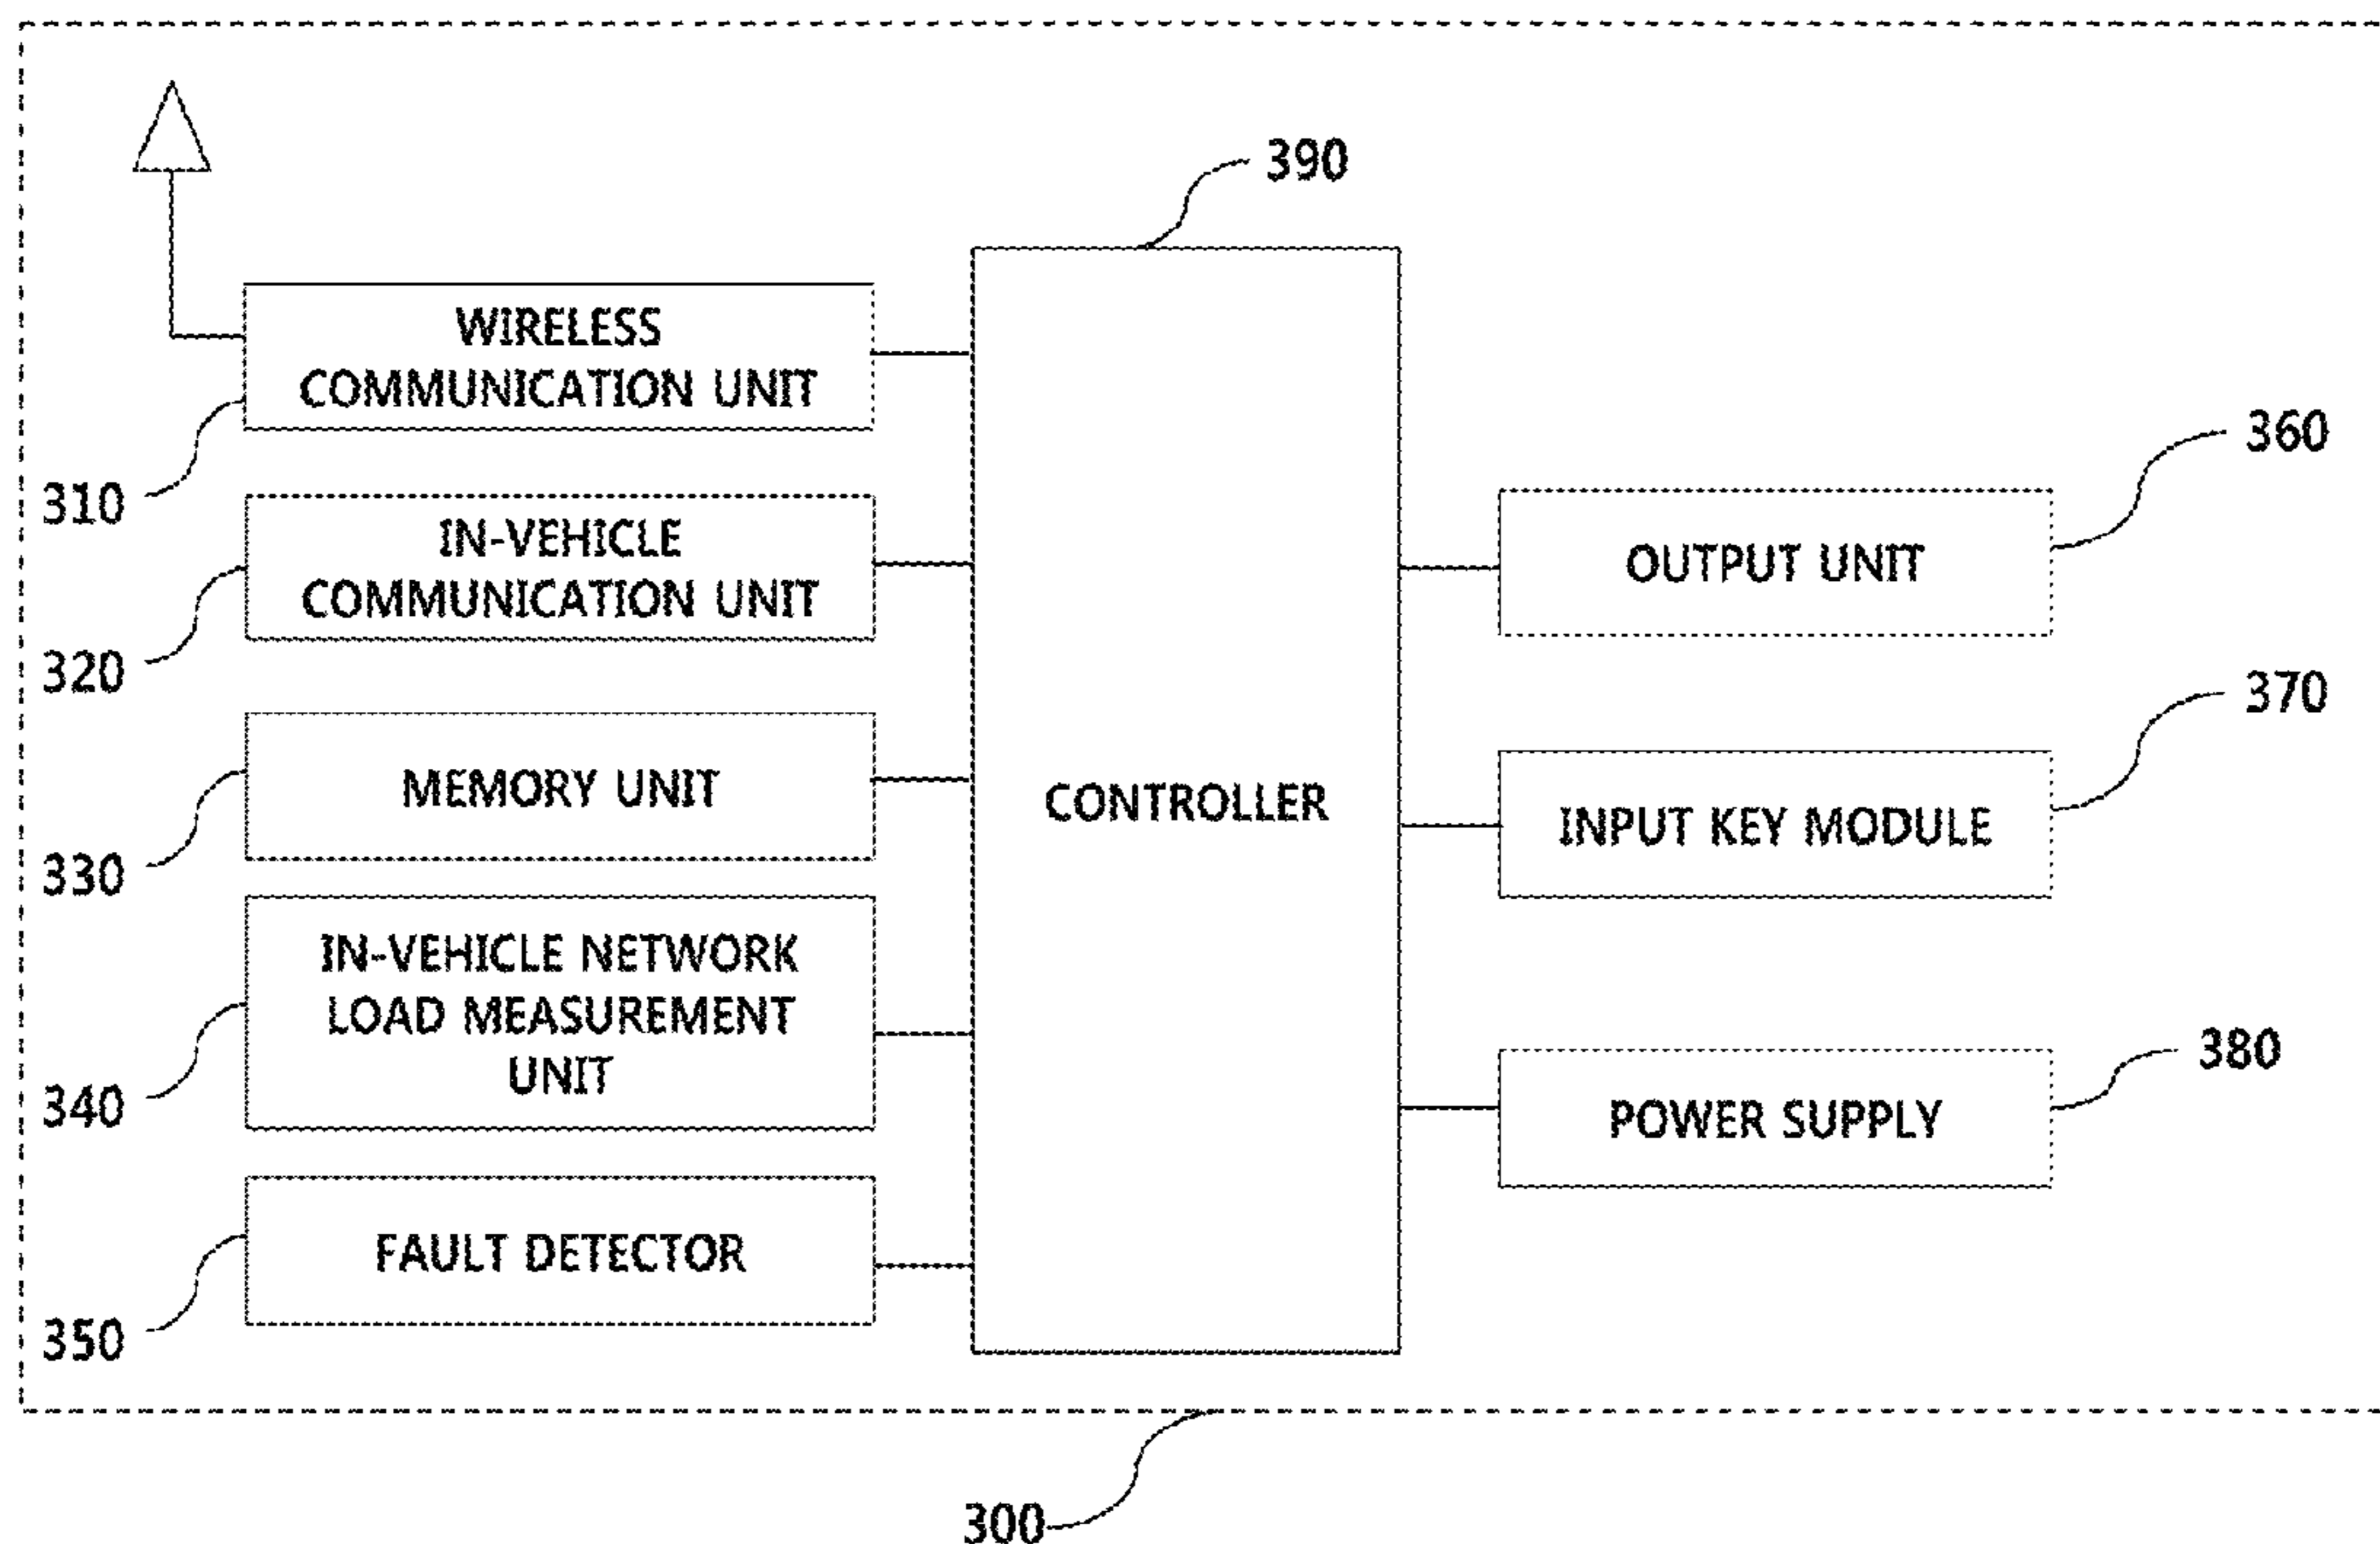 390
WIRELESS
COMMUNICATION UNIT
310
IN-VEHICLE
COMMUNICATION UNIT
320
MEMORY UNIT
330
IN-VEHICLE NETWORK
LOAD MEASUREMENT
UNIT
340
FAULT DETECTOR
350
CONTROLLER
360
OUTPUT UNIT
370
INPUT KEY MODULE
380
POWER SUPPLY
300